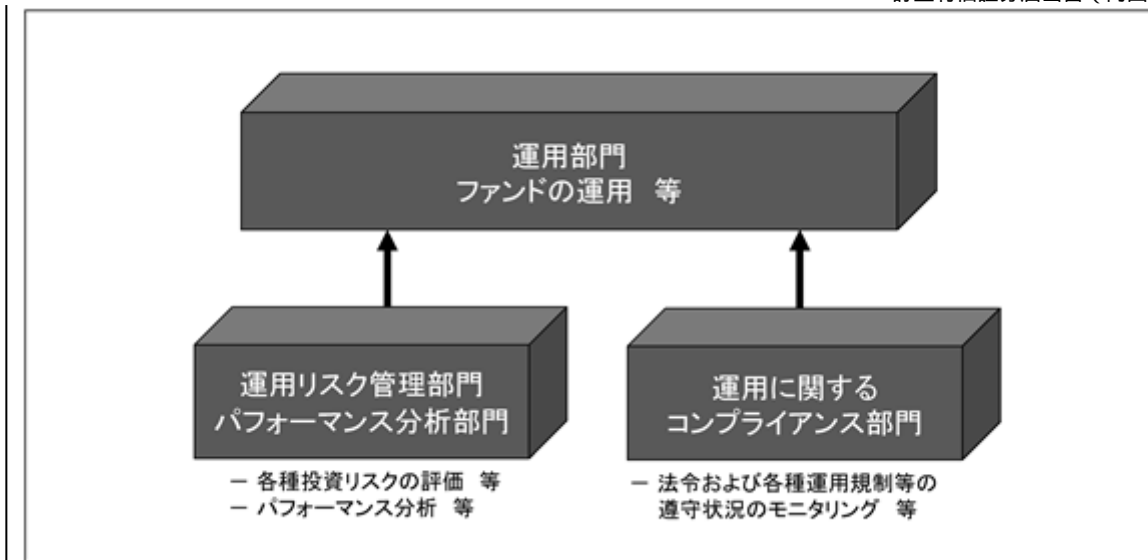 運用部門
ファンドの運用 等
運用リスク管理部門
パフォーマンス分析部門
運用に関する
コンプライアンス部門
－ 各種投資リスクの評価 等
－ パフォーマンス分析 等
－ 法令および各種運用規制等の
遵守状況のモニタリング 等